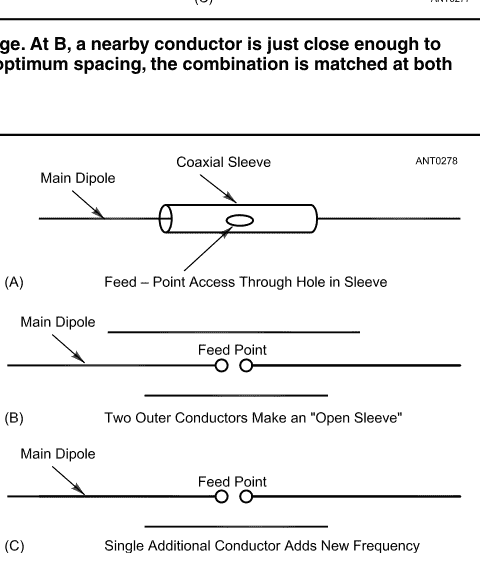 ge. At B, a nearby conductor is just close enough to
optimum spacing, the combination is matched at both
ANT0278
Coaxial Sleeve
Main Dipole
(A)
Feed – Point Access Through Hole in Sleeve
Main Dipole
Feed Point
(B)
Two Outer Conductors Make an "Open Sleeve"
Main Dipole
Feed Point
(C)
Single Additional Conductor Adds New Frequency